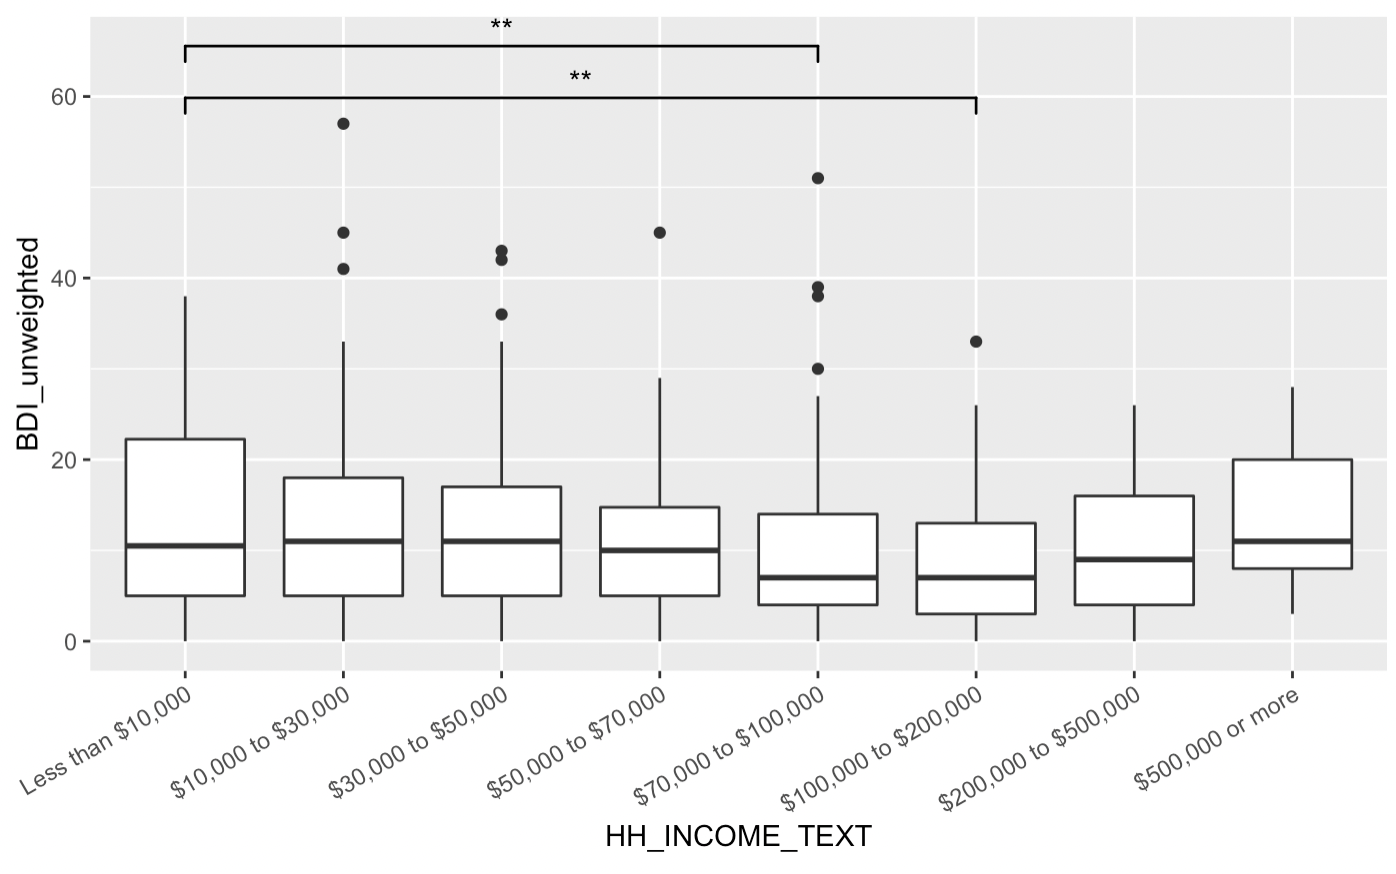 **
**
60
40
20
0
BDI_unweighted
Less than $10,000
$10,000 to $30,000
$30,000 to $50,000
$50,000 to $70,000
$70,000 to $100,000
$100,000 to $200,000
$200,000 to $500,000
$500,000 or more
HH_INCOME_TEXT